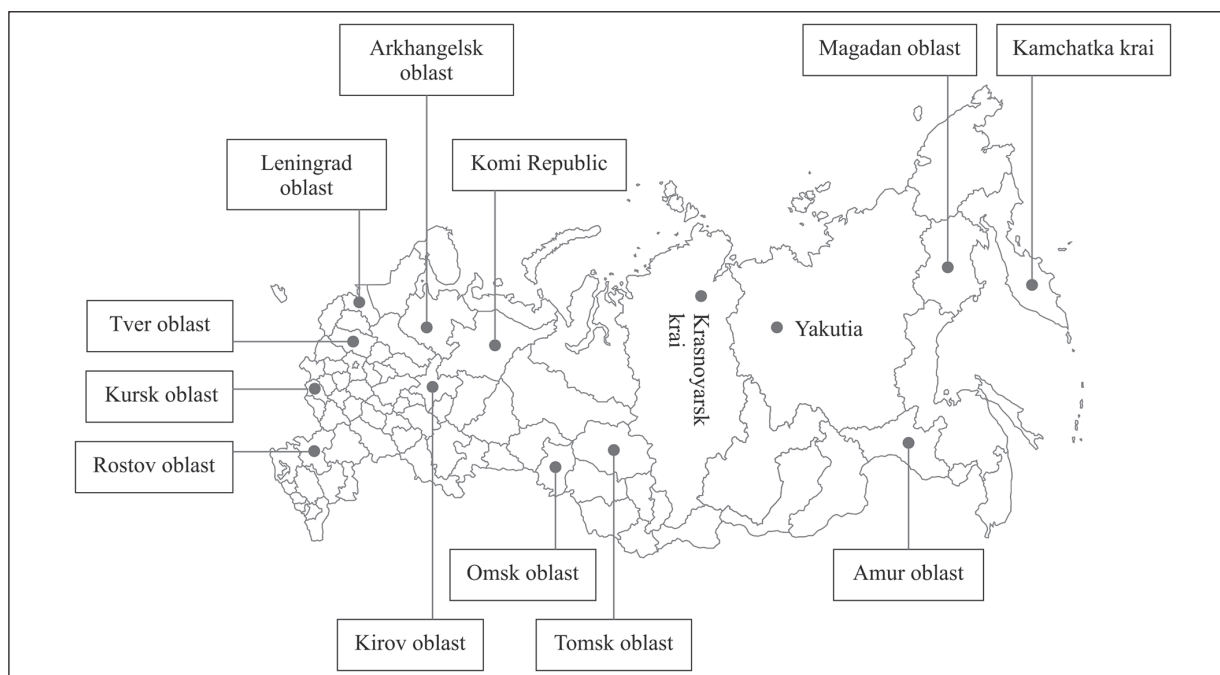 Arkhangelsk
oblast
Magadan oblast
Kamchatka krai
Leningrad
oblast
Komi Republic
Tver oblast
Krasnoyarsk
krai
Yakutia
Kursk oblast
Rostov oblast
Omsk oblast
Amur oblast
Kirov oblast
Tomsk oblast